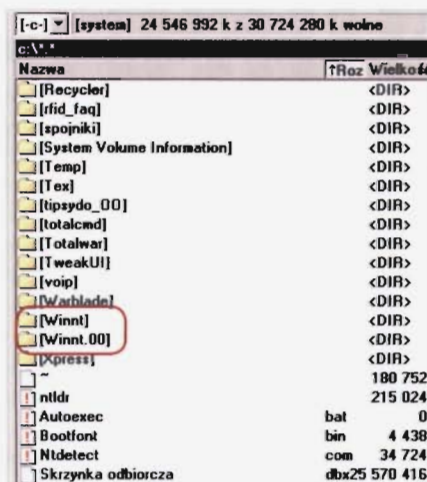 [-c-] [system] 24 546 992 k z 30 724 280 k wolne
c:\*.*
Nazwa ↑Roz Wielkość
[Recycler] <DIR>
[rfid_faq] <DIR>
[spojniki] <DIR>
[System Volume Information] <DIR>
[Temp] <DIR>
[Tex] <DIR>
[tipsydo_00] <DIR>
[totalcmd] <DIR>
[Totalwar] <DIR>
[TweakUI] <DIR>
[voip] <DIR>
[Warblade] <DIR>
[Winnt] <DIR>
[Winnt.00] <DIR>
[Xpress] <DIR>
~ 180 752
ntldr 215 024
Autoexec bat 0
Bootfont bin 4 438
Ntdetect com 34 724
Skrzynka odbiorcza dbx 25 570 416